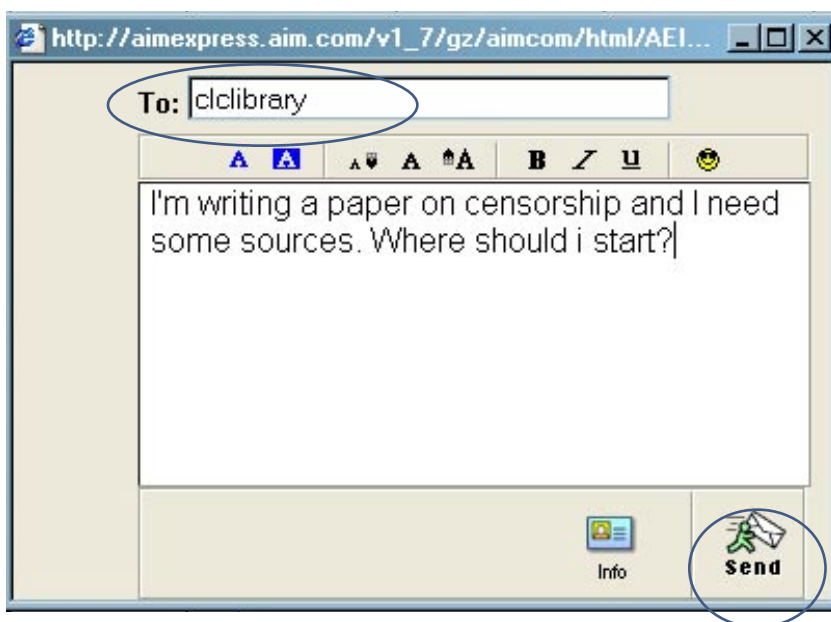 http://aimexpress.aim.com/v1_7/gz/aimcom/html/AEI...
To: clclibrary
A A A A A B I U
I'm writing a paper on censorship and I need
some sources. Where should i start?
Info
Send